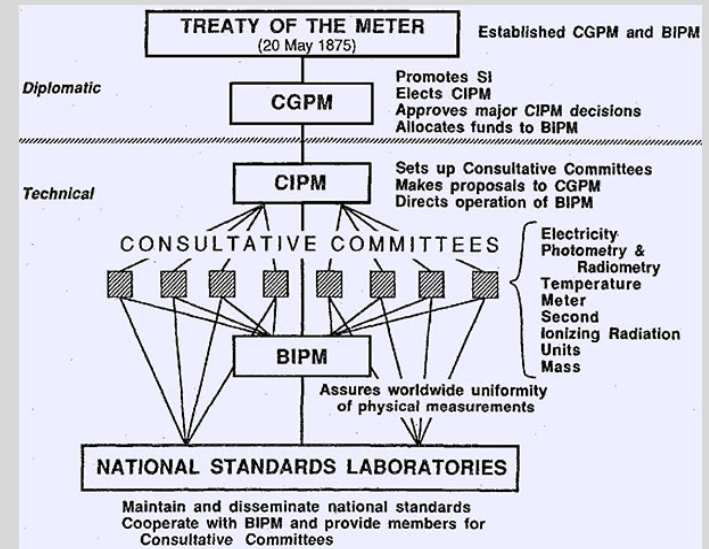 TREATY OF THE METER
(20 May 1875)
Established CGPM and BIPM
Diplomatic
CGPM
Promotes SI
Elects CIPM
Approves major CIPM decisions
Allocates funds to BIPM
Technical
CIPM
Sets up Consultative Committees
Makes proposals to CGPM
Directs operation of BIPM
CONSULTATIVE COMMITTEES
Electricity
Photometry &
Radiometry
Temperature
Meter
Second
Ionizing Radiation
Units
Mass
BIPM
Assures worldwide uniformity
of physical measurements
NATIONAL STANDARDS LABORATORIES
Maintain and disseminate national standards
Cooperate with BIPM and provide members for
Consultative Committees